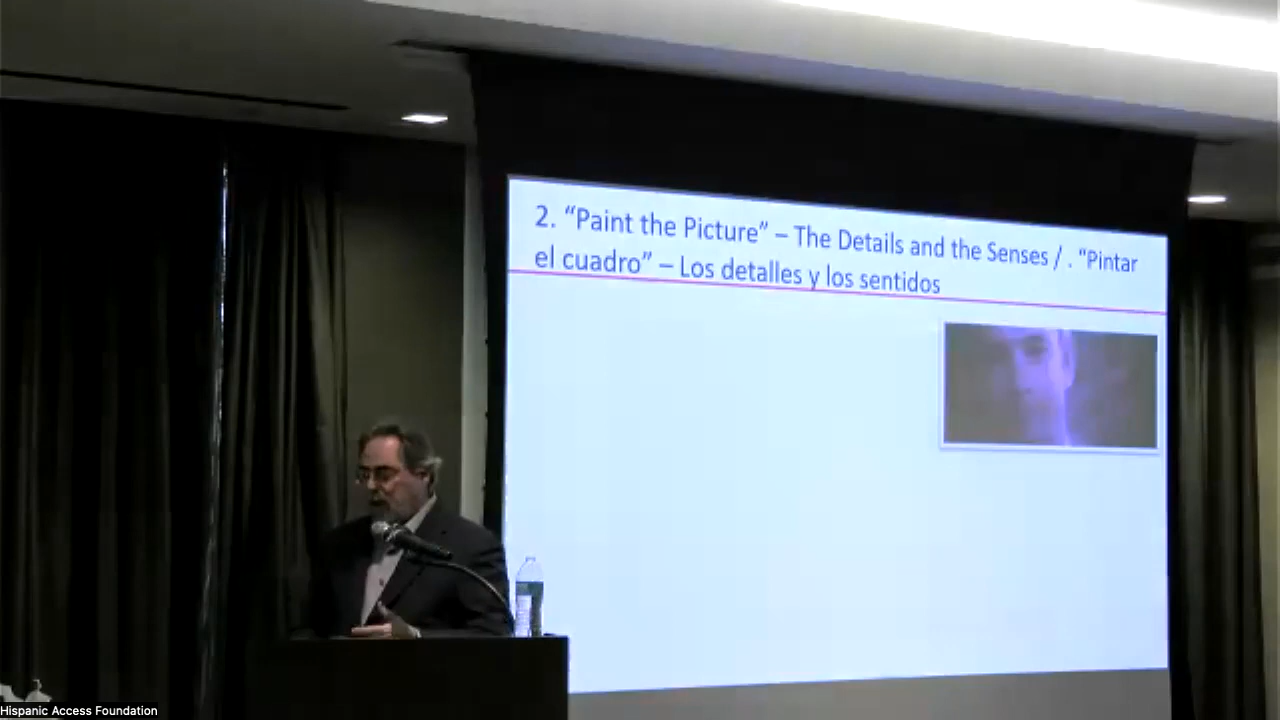 2. “Paint the Picture” – The Details and the Senses / . “Pintar
el cuadro” – Los detalles y los sentidos
Hispanic Access Foundation